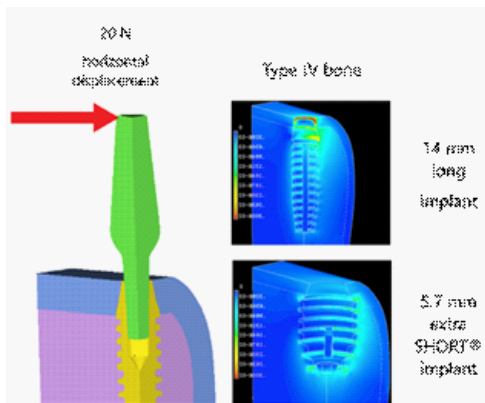 20 N
horizontal
displacement
Type IV bone
14 mm
long
implant
5.7 mm
extra
SHORT®
implant